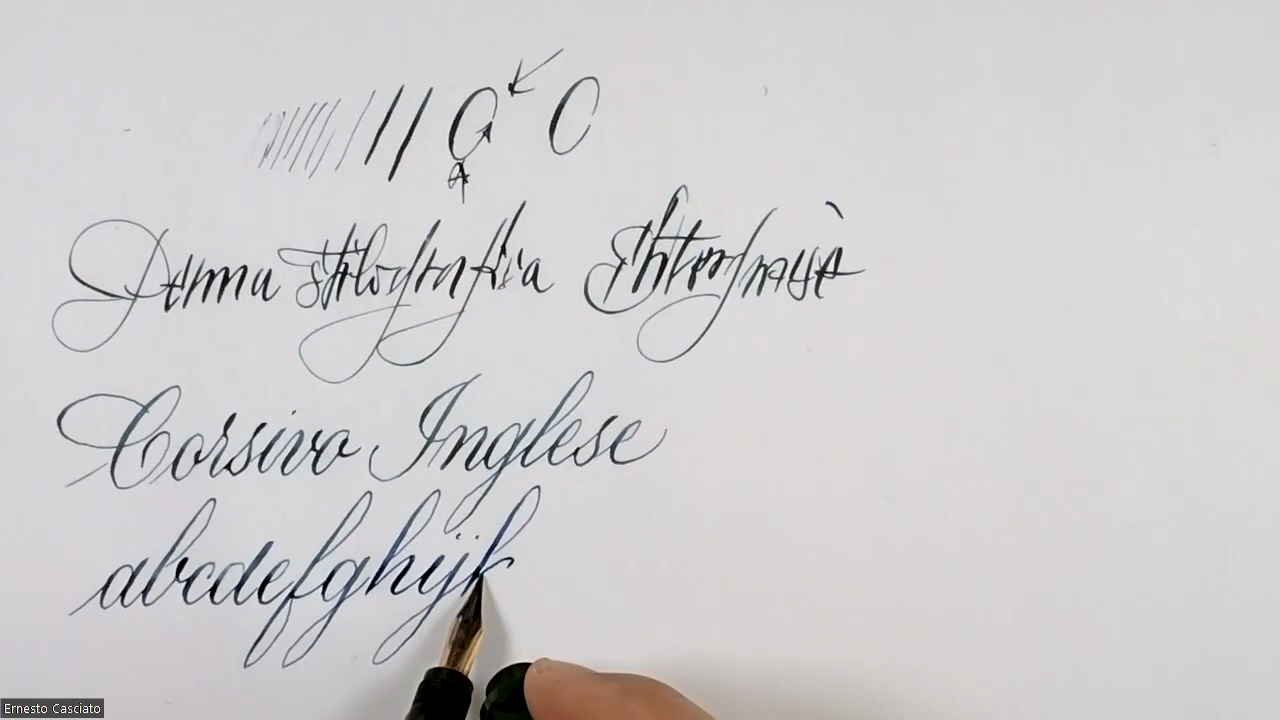 O O
Penna stilografica
Corsivo Inglese
abcdefghijk
Ernesto Casciato